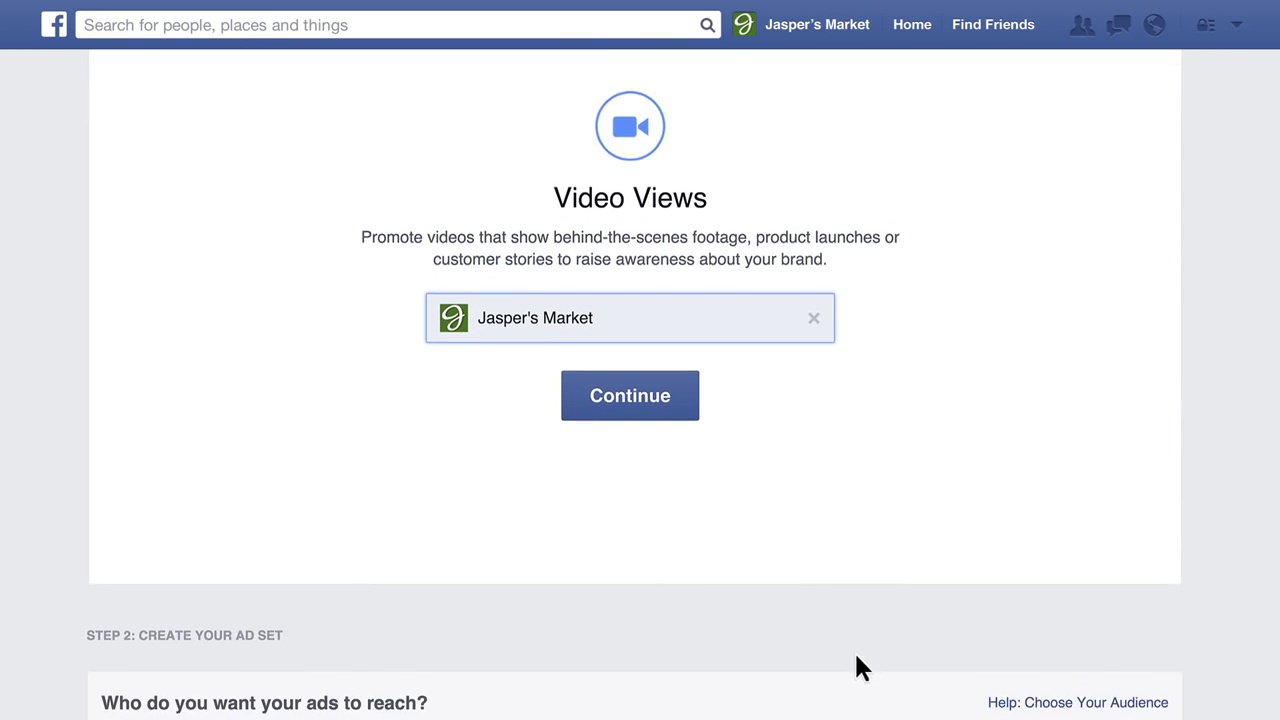 Search for people, places and things
Jasper's Market
Home
Find Friends
Video Views
Promote videos that show behind-the-scenes footage, product launches or
customer stories to raise awareness about your brand.
Jasper's Market
Continue
STEP 2: CREATE YOUR AD SET
Who do you want your ads to reach?
Help: Choose Your Audience